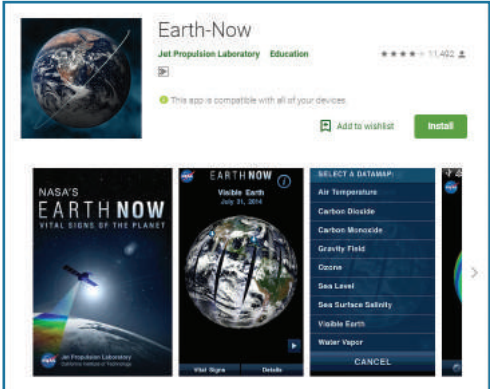 Earth-Now
Jet Propulsion Laboratory Education
11,402
This app is compatible with all of your devices.
Add to wishlist
Install
NASA'S
EARTH NOW
VITAL SIGNS OF THE PLANET
Jet Propulsion Laboratory
California Institute of Technology
EARTH NOW
Visible Earth
July 31, 2014
Vital Signs
Details
SELECT A DATAMAP:
Air Temperature
Carbon Dioxide
Carbon Monoxide
Gravity Field
Ozone
Sea Level
Sea Surface Salinity
Visible Earth
Water Vapor
CANCEL